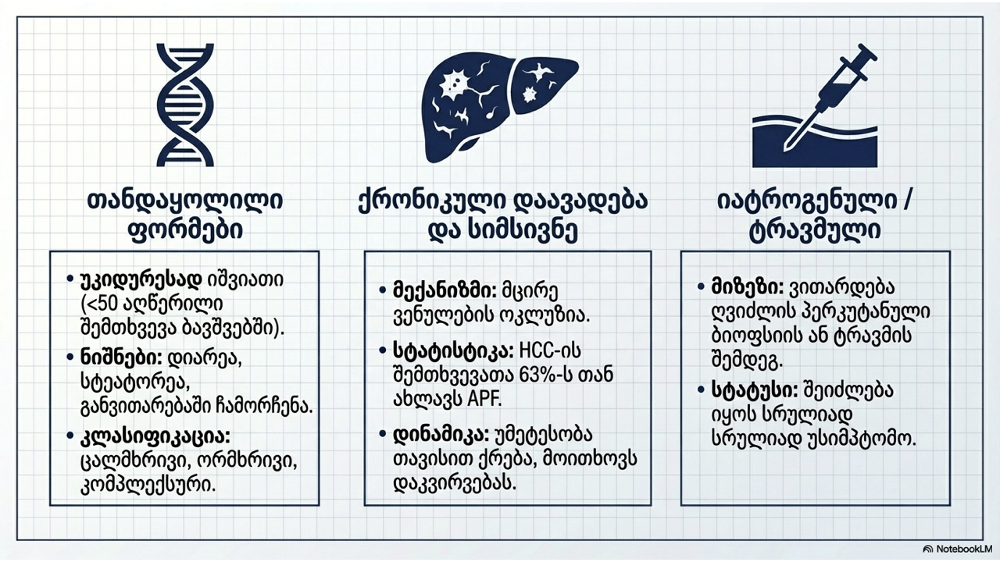 თანდაყოლილი
ფორმები
• უკიდურესად იშვიათი
(<50 აღწერილი
შემთხვევა ბავშვებში).
• ნიშნები: დიარეა,
სტეატორეა,
განვითარებაში ჩამორჩენა.
• კლასიფიკაცია:
ცალმხრივი, ორმხრივი,
კომპლექსური.
ქრონიკული დაავადება
და სიმსივნე
• მექანიზმი: მცირე
ვენულების ოკლუზია.
• სტატისტიკა: HCC-ის
შემთხვევათა 63%-ს თან
ახლავს APF.
• დინამიკა: უმეტესობა
თავისით ქრება, მოითხოვს
დაკვირვებას.
იატროგენული /
ტრავმული
• მიზეზი: ვითარდება
ღვიძლის პერკუტანული
ბიოფსიის ან ტრავმის
შემდეგ.
• სტატუსი: შეიძლება
იყოს სრულიად
სრულიად უსიმპტომო.
NotebookLM